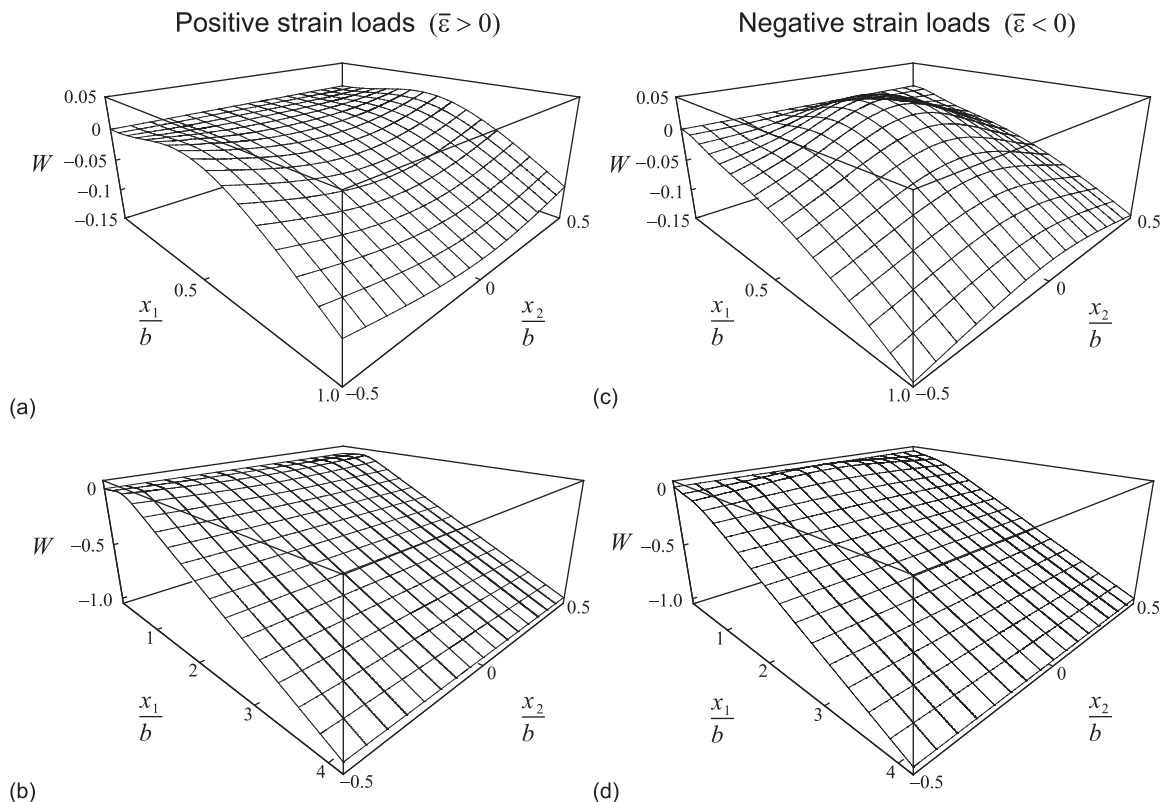 Positive strain loads (ε̄ > 0)
Negative strain loads (ε̄ < 0)
0.05
0
−0.05
−0.1
−0.15
W
0.5
x₁
b
1.0
−0.5
0
x₂
b
0.5
(a)
0.05
0
−0.05
−0.1
−0.15
W
0.5
x₁
b
1.0
−0.5
0
x₂
b
0.5
(c)
0
−0.5
−1.0
W
1
2
3
4
x₁
b
−0.5
0
x₂
b
0.5
(b)
0
−0.5
−1.0
W
1
2
3
4
x₁
b
−0.5
0
x₂
b
0.5
(d)